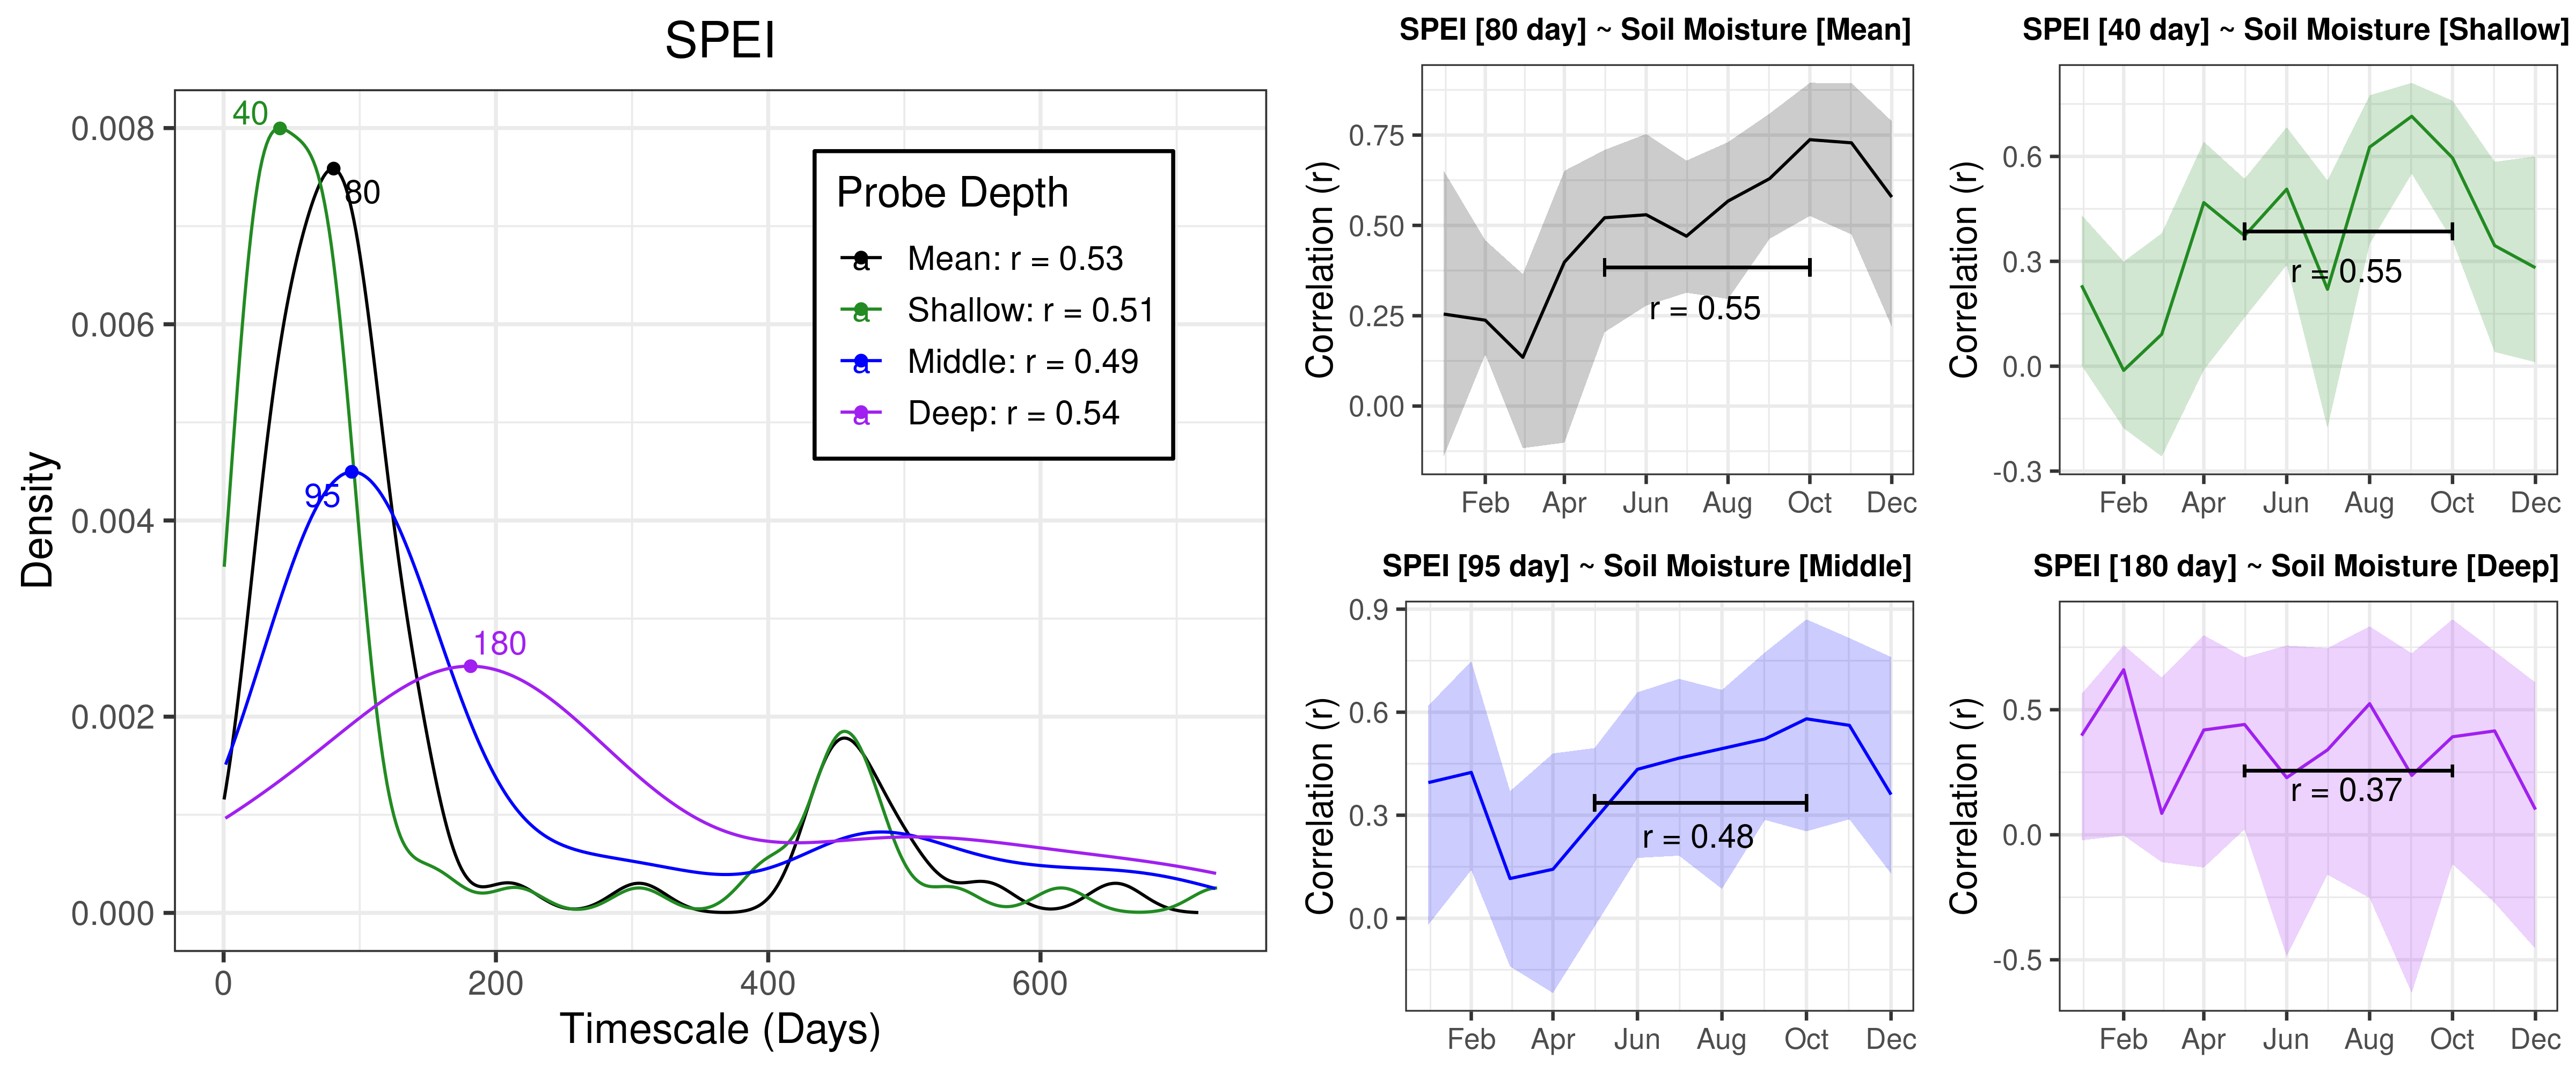 SPEI
Density
0.008
0.006
0.004
0.002
0.000
40
80
95
180
Probe Depth
a Mean: r = 0.53
a Shallow: r = 0.51
a Middle: r = 0.49
a Deep: r = 0.54
0 200 400 600
Timescale (Days)
SPEI [80 day] ~ Soil Moisture [Mean]
Correlation (r)
0.75
0.50
0.25
0.00
r = 0.55
Feb Apr Jun Aug Oct Dec
SPEI [40 day] ~ Soil Moisture [Shallow]
Correlation (r)
0.6
0.3
0.0
-0.3
r = 0.55
Feb Apr Jun Aug Oct Dec
SPEI [95 day] ~ Soil Moisture [Middle]
Correlation (r)
0.9
0.6
0.3
0.0
r = 0.48
Feb Apr Jun Aug Oct Dec
SPEI [180 day] ~ Soil Moisture [Deep]
Correlation (r)
0.5
0.0
-0.5
r = 0.37
Feb Apr Jun Aug Oct Dec